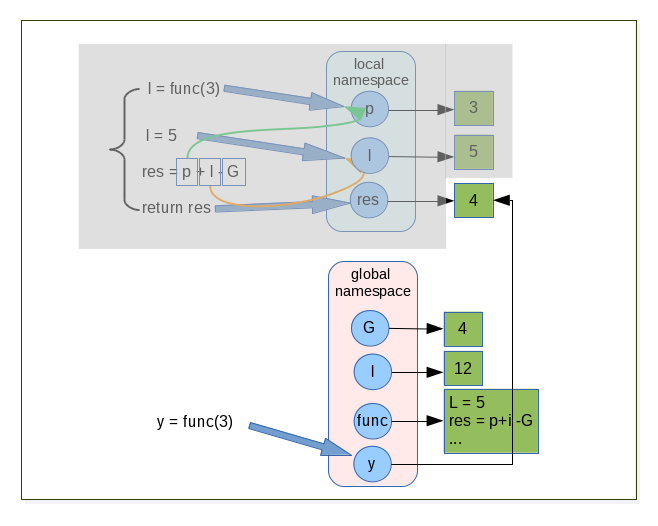 local
namespace
l = func(3)
p
3
l = 5
l
5
res = p + l - G
return res
res
4
global
namespace
G
4
l
12
func
L = 5
res = p+i -G
...
y = func(3)
y